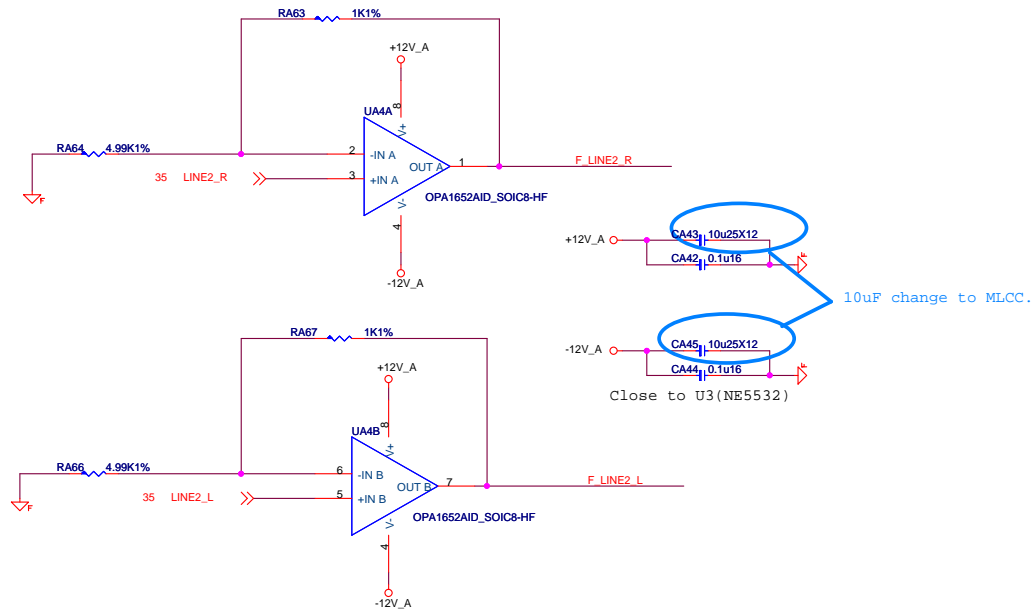 RA63 1K1%
+12V_A
8
UA4A
V+
RA64 4.99K1%
2
-IN A
OUT A
1
F_LINE2_R
35 LINE2_R
3
+IN A
V-
OPA1652AID_SOIC8-HF
4
F
-12V_A
CA43 10u25X12
+12V_A
CA42 0.1u16
F
10uF change to MLCC.
RA67 1K1%
CA45 10u25X12
-12V_A
CA44 0.1u16
F
Close to U3(NE5532)
+12V_A
8
UA4B
V+
RA66 4.99K1%
6
-IN B
OUT B
7
F_LINE2_L
35 LINE2_L
5
+IN B
V-
OPA1652AID_SOIC8-HF
4
F
-12V_A